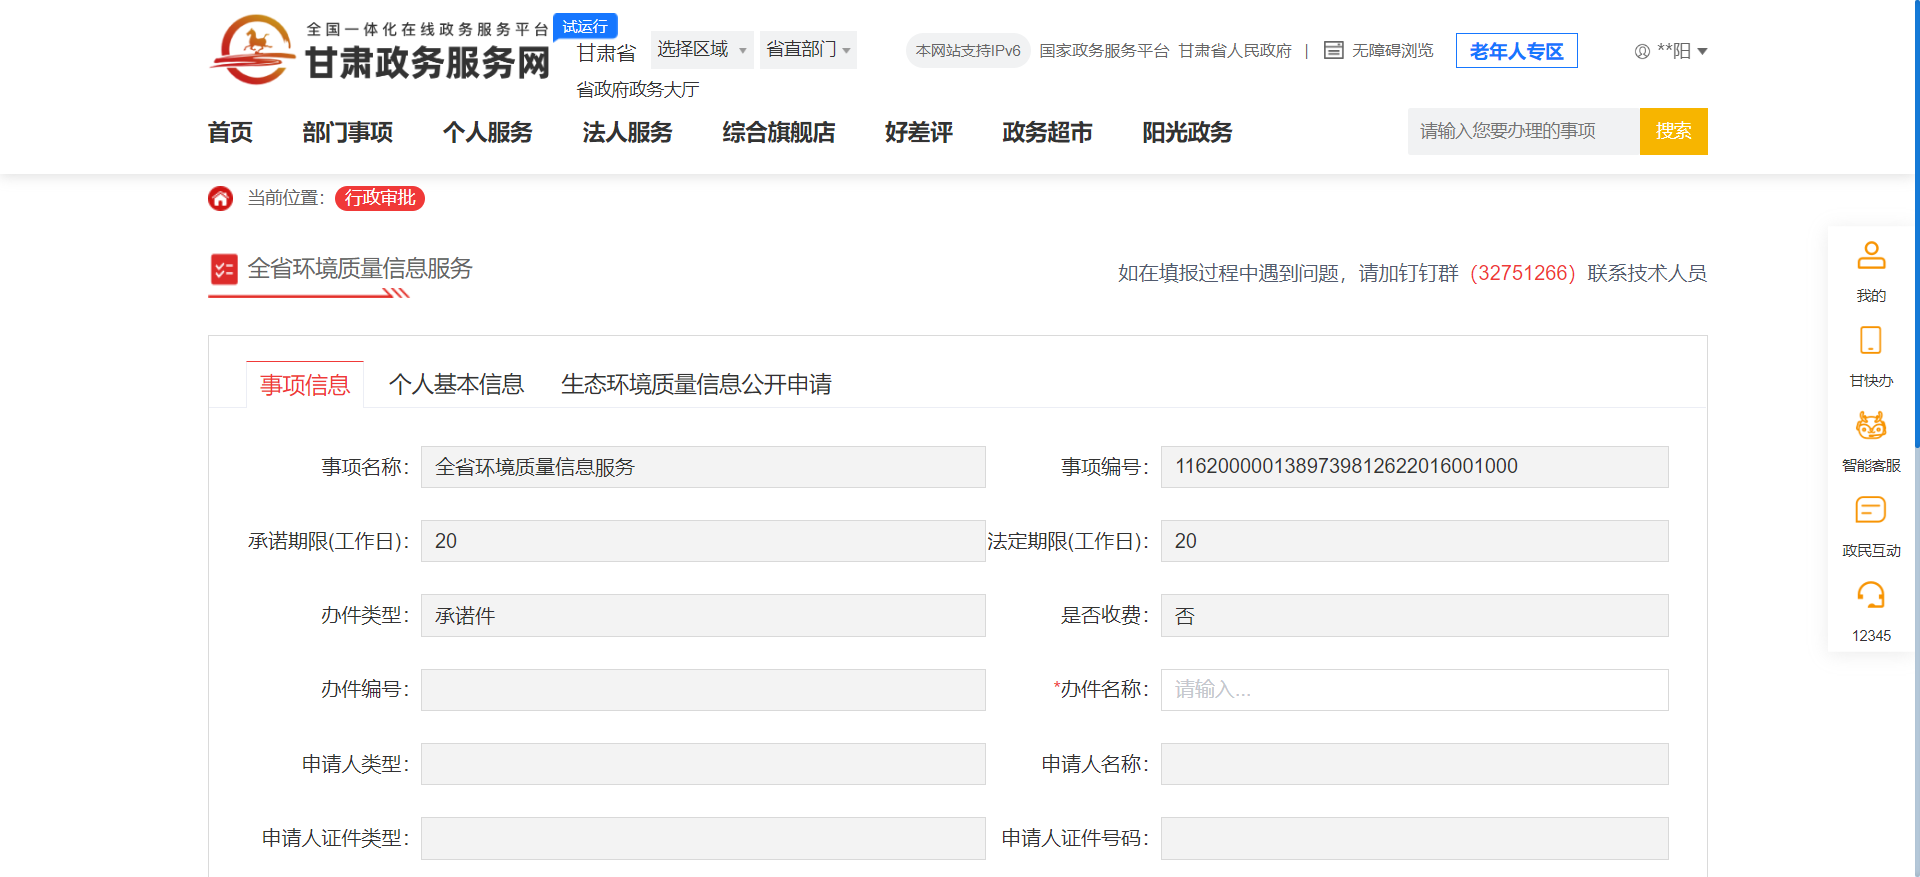 全国一体化在线政务服务平台
甘肃政务服务网
试运行
甘肃省
选择区域
省直部门
省政府政务大厅
本网站支持IPv6
国家政务服务平台
甘肃省人民政府
|
无障碍浏览
老年人专区
**阳
首页
部门事项
个人服务
法人服务
综合旗舰店
好差评
政务超市
阳光政务
请输入您要办理的事项
搜索
当前位置：
行政审批
全省环境质量信息服务
如在填报过程中遇到问题，请加钉钉群（32751266）联系技术人员
事项信息
个人基本信息
生态环境质量信息公开申请
事项名称：
全省环境质量信息服务
事项编号：
11620000013897398126220160​01000
承诺期限(工作日)：
20
法定期限(工作日)：
20
办件类型：
承诺件
是否收费：
否
办件编号：
*办件名称：
请输入...
申请人类型：
申请人名称：
申请人证件类型：
申请人证件号码：
我的
甘快办
智能客服
政民互动
12345